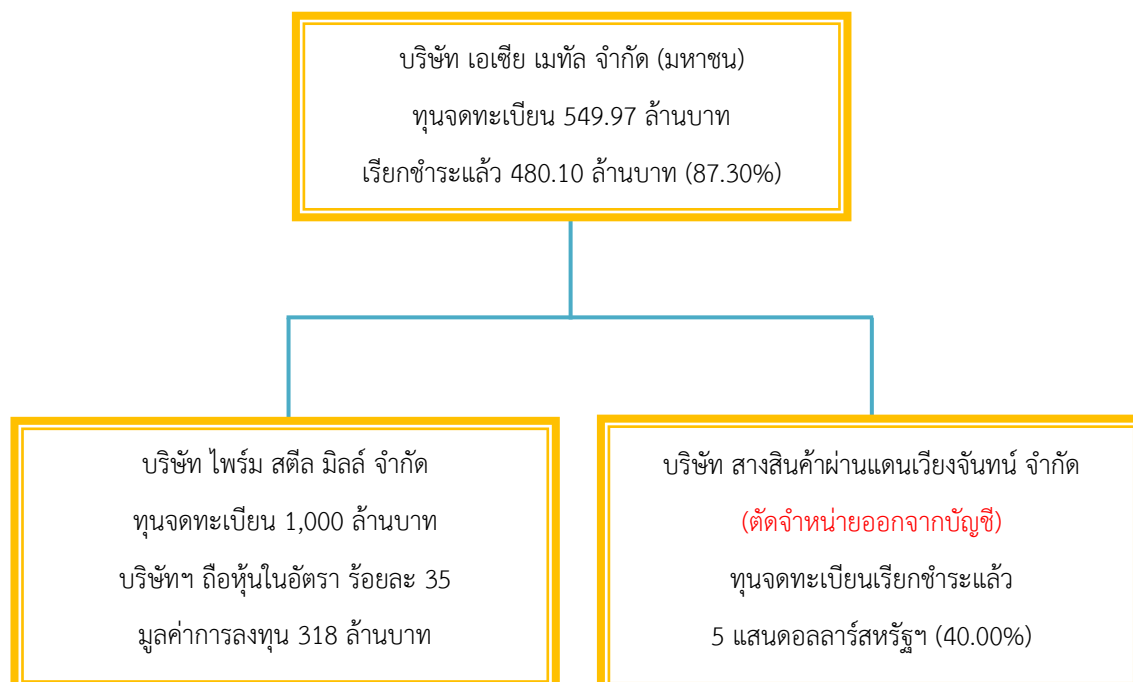 บริษัท เอเซีย เมทัล จำกัด (มหาชน)
ทุนจดทะเบียน 549.97 ล้านบาท
เรียกชำระแล้ว 480.10 ล้านบาท (87.30%)
บริษัท ไพร์ม สตีล มิลล์ จำกัด
ทุนจดทะเบียน 1,000 ล้านบาท
บริษัทฯ ถือหุ้นในอัตรา ร้อยละ 35
มูลค่าการลงทุน 318 ล้านบาท
บริษัท สางสินค้าผ่านแดนเวียงจันทน์ จำกัด
(ตัดจำหน่ายออกจากบัญชี)
ทุนจดทะเบียนเรียกชำระแล้ว
5 แสนดอลลาร์สหรัฐฯ (40.00%)